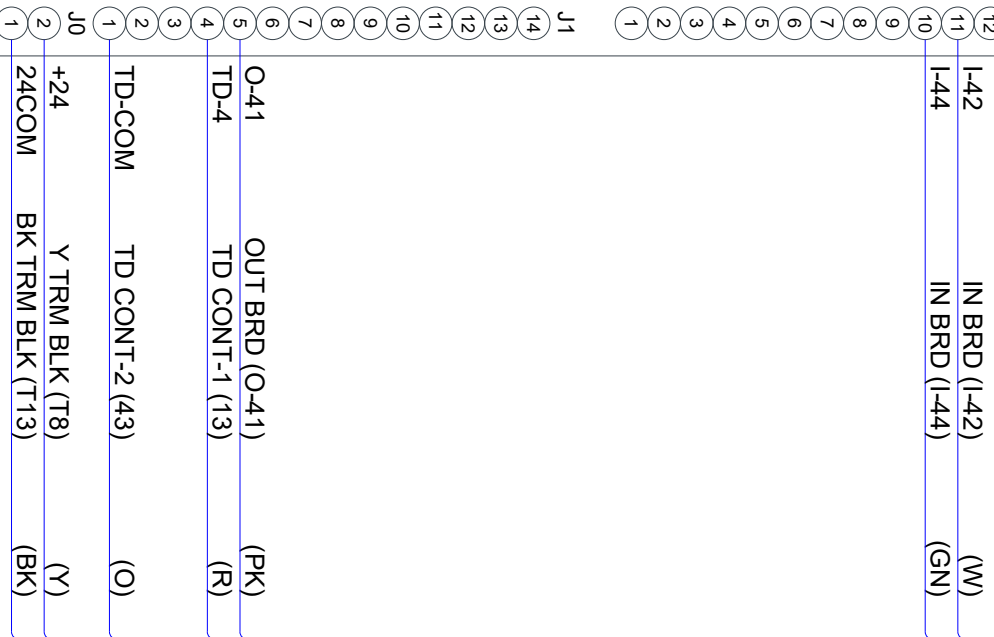 12
11 I-42 IN BRD (I-42) (W)
10 I-44 IN BRD (I-44) (GN)
9
8
7
6
5
4
3
2
1
J1
14
13
12
11
10
9
8
7
6
5 O-41 OUT BRD (O-41) (PK)
4 TD-4 TD CONT-1 (13) (R)
3
2
1 TD-COM TD CONT-2 (43) (O)
J0
2 +24 Y TRM BLK (T8) (Y)
1 24COM BK TRM BLK (T13) (BK)